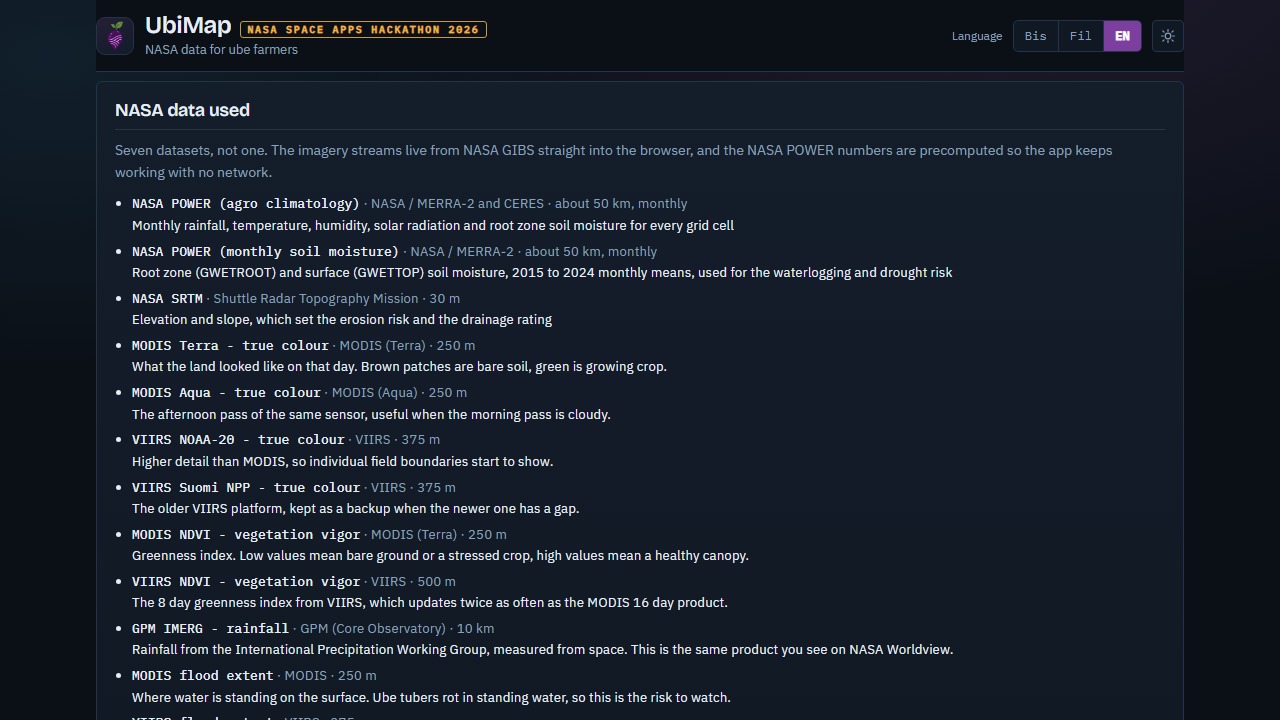 UbiMap NASA SPACE APPS HACKATHON 2026
NASA data for ube farmers
Language Bis Fil EN
NASA data used
Seven datasets, not one. The imagery streams live from NASA GIBS straight into the browser, and the NASA POWER numbers are precomputed so the app keeps
working with no network.
• NASA POWER (agro climatology) · NASA / MERRA-2 and CERES · about 50 km, monthly
Monthly rainfall, temperature, humidity, solar radiation and root zone soil moisture for every grid cell
• NASA POWER (monthly soil moisture) · NASA / MERRA-2 · about 50 km, monthly
Root zone (GWETROOT) and surface (GWETTOP) soil moisture, 2015 to 2024 monthly means, used for the waterlogging and drought risk
• NASA SRTM · Shuttle Radar Topography Mission · 30 m
Elevation and slope, which set the erosion risk and the drainage rating
• MODIS Terra - true colour · MODIS (Terra) · 250 m
What the land looked like on that day. Brown patches are bare soil, green is growing crop.
• MODIS Aqua - true colour · MODIS (Aqua) · 250 m
The afternoon pass of the same sensor, useful when the morning pass is cloudy.
• VIIRS NOAA-20 - true colour · VIIRS · 375 m
Higher detail than MODIS, so individual field boundaries start to show.
• VIIRS Suomi NPP - true colour · VIIRS · 375 m
The older VIIRS platform, kept as a backup when the newer one has a gap.
• MODIS NDVI - vegetation vigor · MODIS (Terra) · 250 m
Greenness index. Low values mean bare ground or a stressed crop, high values mean a healthy canopy.
• VIIRS NDVI - vegetation vigor · VIIRS · 500 m
The 8 day greenness index from VIIRS, which updates twice as often as the MODIS 16 day product.
• GPM IMERG - rainfall · GPM (Core Observatory) · 10 km
Rainfall from the International Precipitation Working Group, measured from space. This is the same product you see on NASA Worldview.
• MODIS flood extent · MODIS · 250 m
Where water is standing on the surface. Ube tubers rot in standing water, so this is the risk to watch.